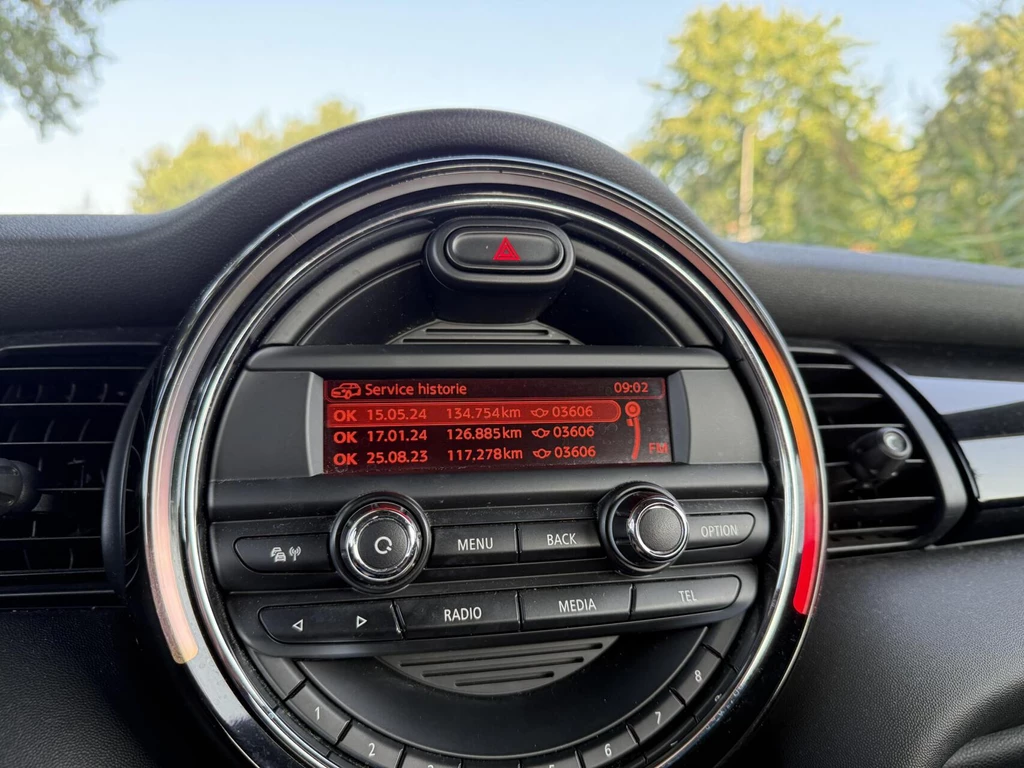 Service historie 09:02
OK 15.05.24 134.754km 03606
OK 17.01.24 126.885km 03606
OK 25.08.23 117.278km 03606
FM
MENU BACK OPTION
RADIO MEDIA TEL
1 2 6 7 8